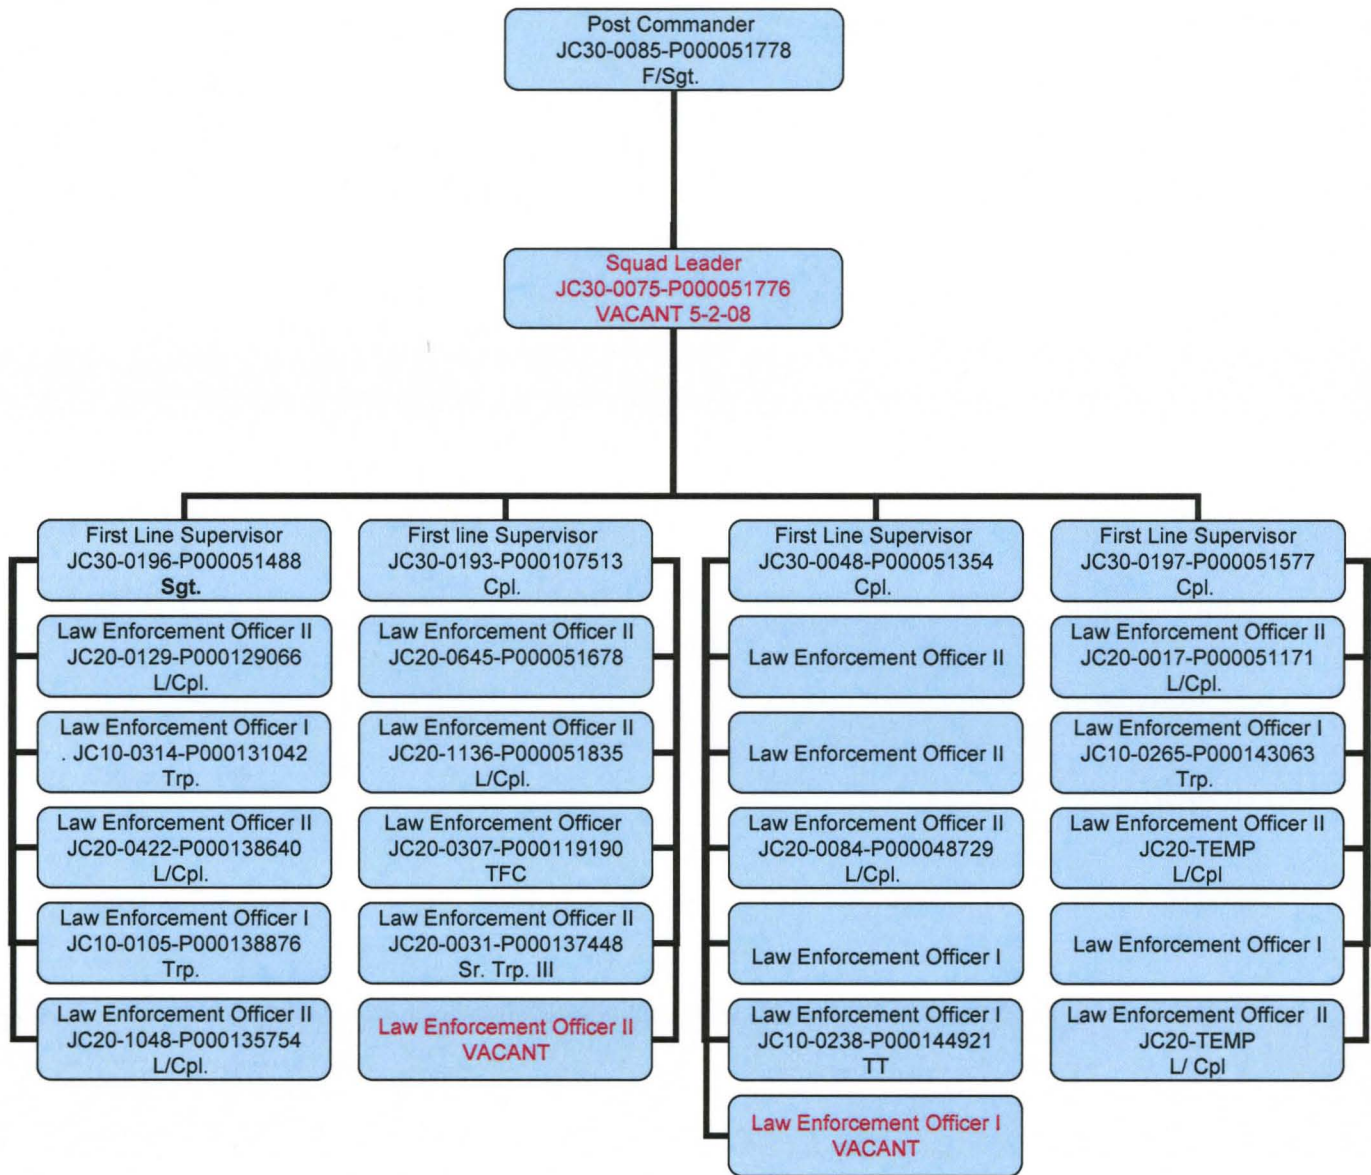 Post Commander
JC30-0085-P000051778
F/Sgt.
Squad Leader
JC30-0075-P000051776
VACANT 5-2-08
First Line Supervisor
JC30-0196-P000051488
Sgt.
Law Enforcement Officer II
JC20-0129-P000129066
L/Cpl.
Law Enforcement Officer I
. JC10-0314-P000131042
Trp.
Law Enforcement Officer II
JC20-0422-P000138640
L/Cpl.
Law Enforcement Officer I
JC10-0105-P000138876
Trp.
Law Enforcement Officer II
JC20-1048-P000135754
L/Cpl.
First line Supervisor
JC30-0193-P000107513
Cpl.
Law Enforcement Officer II
JC20-0645-P000051678
Law Enforcement Officer II
JC20-1136-P000051835
L/Cpl.
Law Enforcement Officer
JC20-0307-P000119190
TFC
Law Enforcement Officer II
JC20-0031-P000137448
Sr. Trp. III
Law Enforcement Officer II
VACANT
First Line Supervisor
JC30-0048-P000051354
Cpl.
Law Enforcement Officer II
Law Enforcement Officer II
Law Enforcement Officer II
JC20-0084-P000048729
L/Cpl.
Law Enforcement Officer I
Law Enforcement Officer I
JC10-0238-P000144921
TT
Law Enforcement Officer I
VACANT
First Line Supervisor
JC30-0197-P000051577
Cpl.
Law Enforcement Officer II
JC20-0017-P000051171
L/Cpl.
Law Enforcement Officer I
JC10-0265-P000143063
Trp.
Law Enforcement Officer II
JC20-TEMP
L/Cpl
Law Enforcement Officer I
Law Enforcement Officer II
JC20-TEMP
L/ Cpl